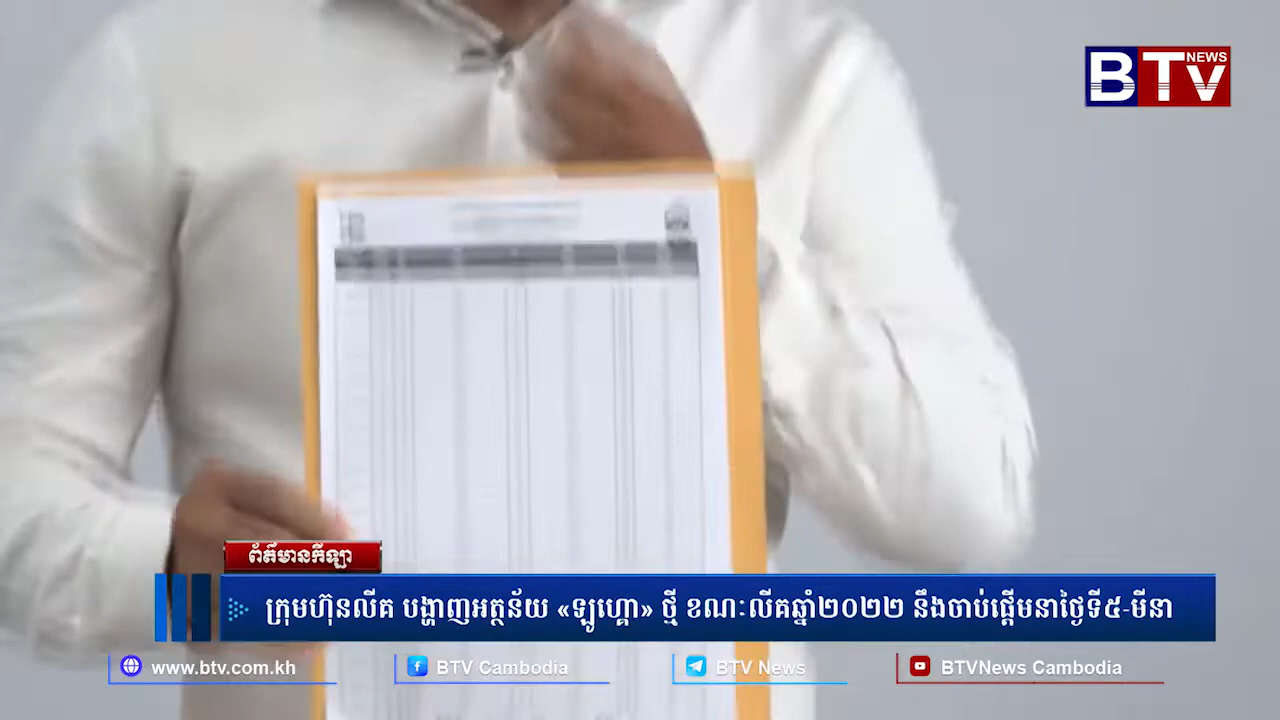 BTV NEWS
ព័ត៌មានកីឡា
ក្រុមហ៊ុនលីគ បង្ហាញអត្ថន័យ «ឡូហ្គោ» ថ្មី ខណៈលីគឆ្នាំ២០២២ នឹងចាប់ផ្តើមនាថ្ងៃទី៥-មីនា
www.btv.com.kh
BTV Cambodia
BTV News
BTVNews Cambodia